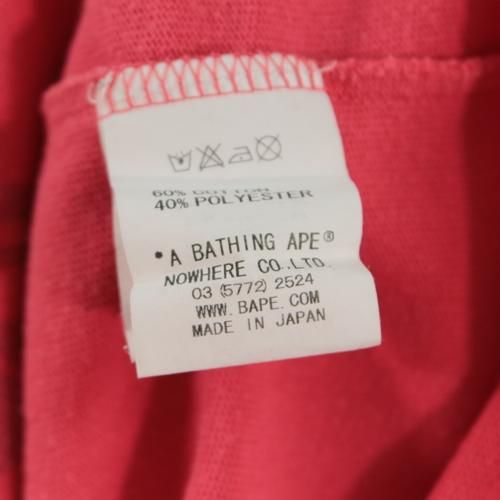 60% COTTON
40% POLYESTER
*A BATHING APE®
NOWHERE CO.,LTD.
03 (5772) 2524
WWW.BAPE.COM
MADE IN JAPAN